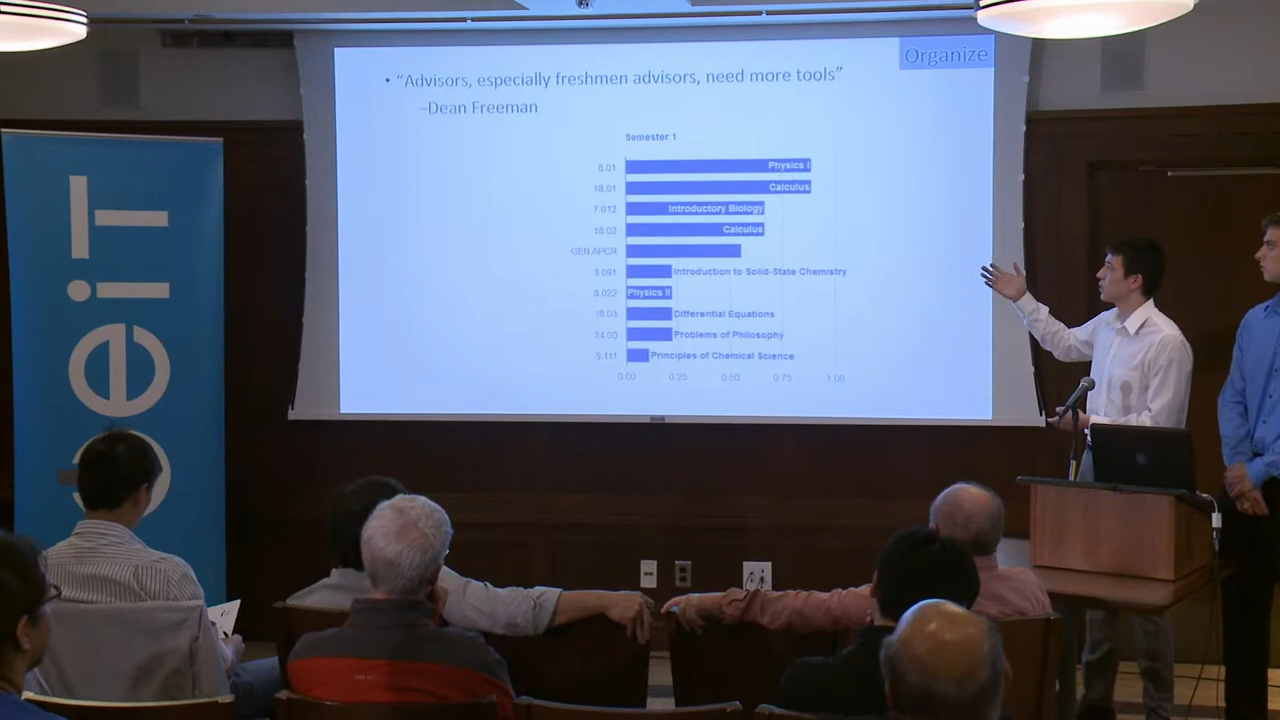 Organize
• “Advisors, especially freshmen advisors, need more tools”
–Dean Freeman
Semester 1
8.01 Physics I
18.01 Calculus
7.012 Introductory Biology
18.02 Calculus
GEN.APCR
3.091 Introduction to Solid-State Chemistry
8.022 Physics II
18.03 Differential Equations
24.00 Problems of Philosophy
5.111 Principles of Chemical Science
0.00 0.25 0.50 0.75 1.00
eiT